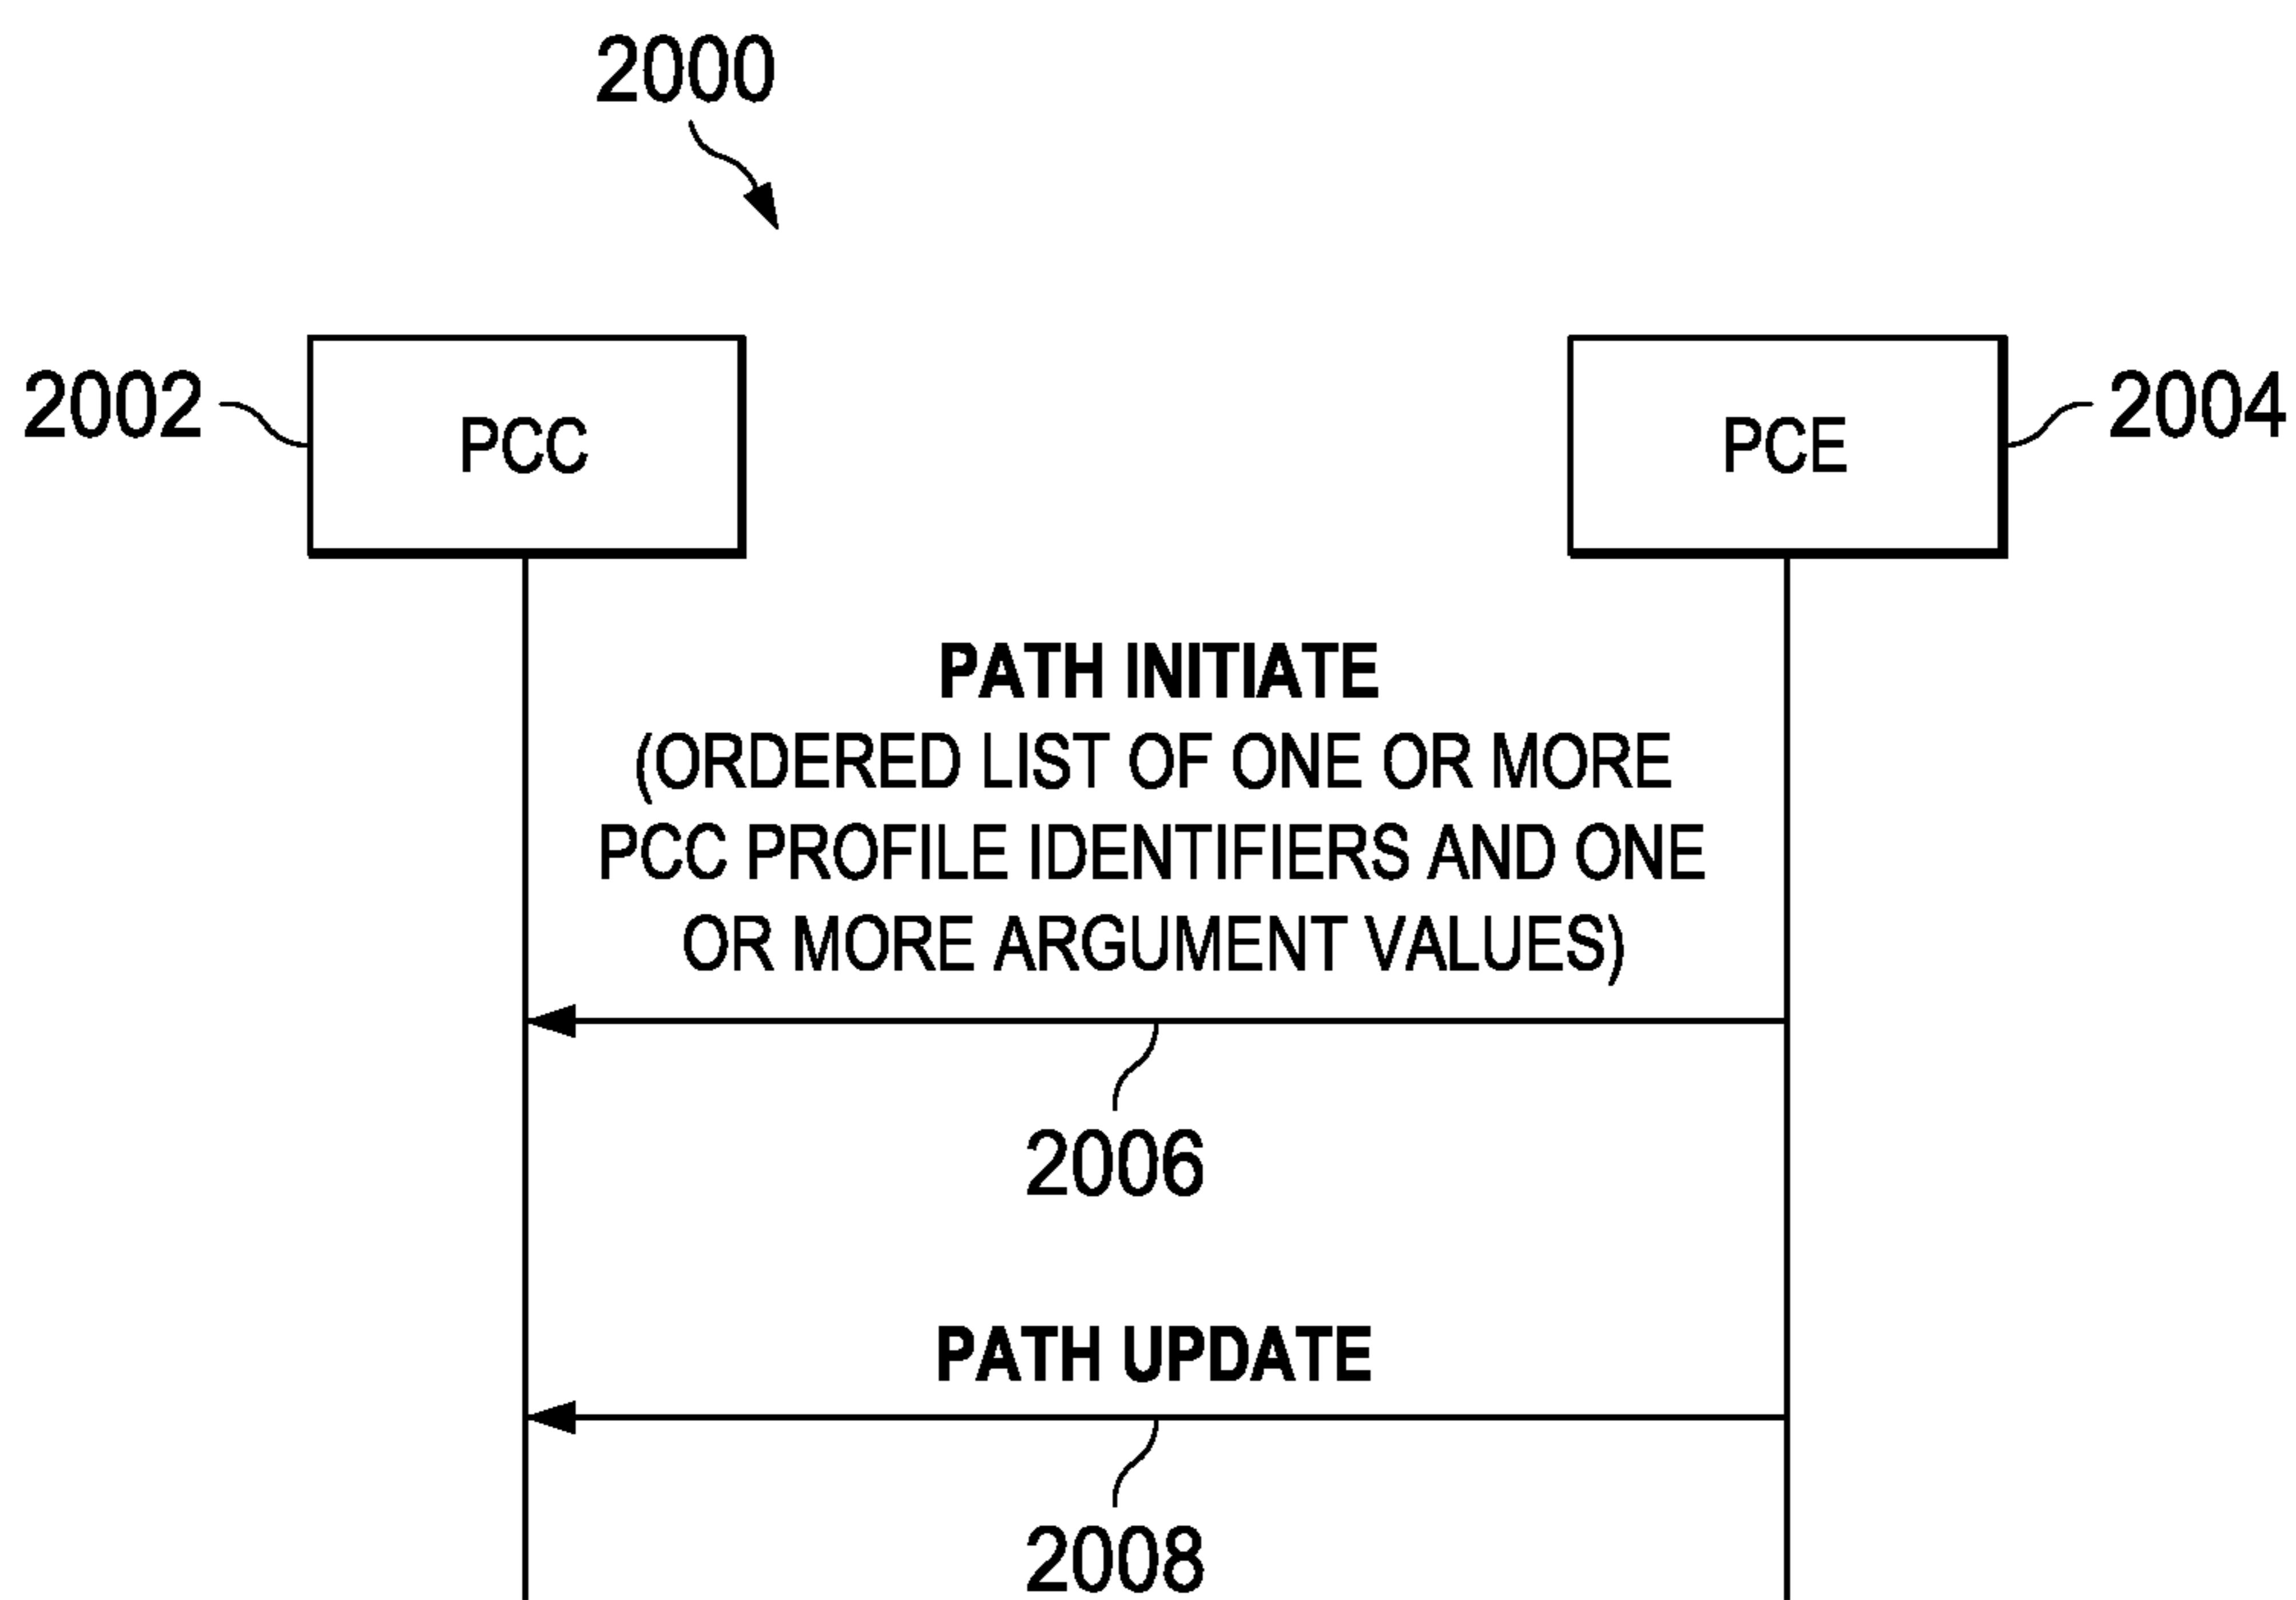 2000
2002
PCC
PCE
2004
PATH INITIATE
(ORDERED LIST OF ONE OR MORE
PCC PROFILE IDENTIFIERS AND ONE
OR MORE ARGUMENT VALUES)
2006
PATH UPDATE
2008